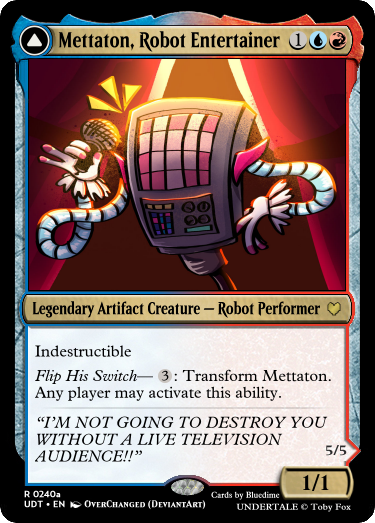 Mettaton, Robot Entertainer 1
Legendary Artifact Creature — Robot Performer
Indestructible
Flip His Switch— 3: Transform Mettaton.
Any player may activate this ability.
“I’M NOT GOING TO DESTROY YOU
WITHOUT A LIVE TELEVISION
AUDIENCE!!”
5/5
1/1
R 0240a
UDT • EN OverChanged (DeviantArt)
Cards by Bluedime
UNDERTALE © Toby Fox